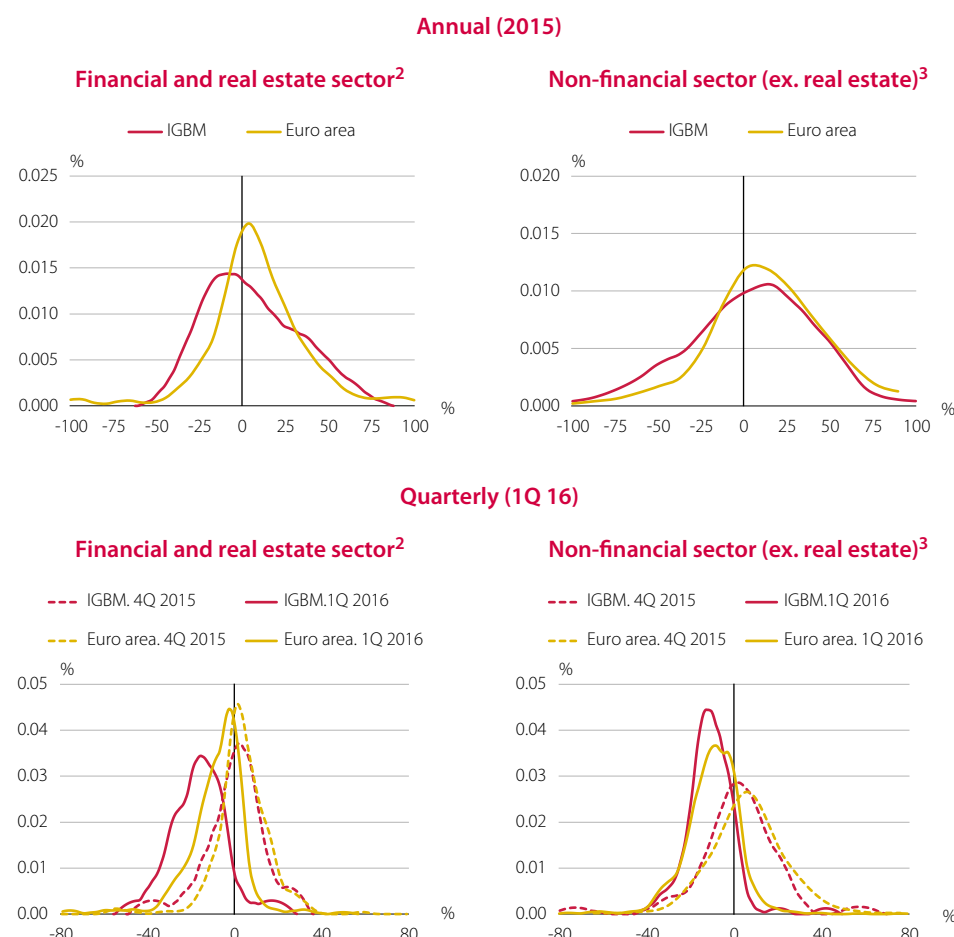 Annual (2015)
Financial and real estate sector2
IGBM Euro area
%
0.025
0.020
0.015
0.010
0.005
0.000
-100 -75 -50 -25 0 25 50 75 100
%
Non-financial sector (ex. real estate)3
IGBM Euro area
%
0.020
0.015
0.010
0.005
0.000
-100 -75 -50 -25 0 25 50 75 100
%
Quarterly (1Q 16)
Financial and real estate sector2
IGBM. 4Q 2015 IGBM.1Q 2016
Euro area. 4Q 2015 Euro area. 1Q 2016
%
0.05
0.04
0.03
0.02
0.01
0.00
%
-80 -40 0 40 80
Non-financial sector (ex. real estate)3
IGBM. 4Q 2015 IGBM.1Q 2016
Euro area. 4Q 2015 Euro area. 1Q 2016
%
0.05
0.04
0.03
0.02
0.01
0.00
%
-80 -40 0 40 80